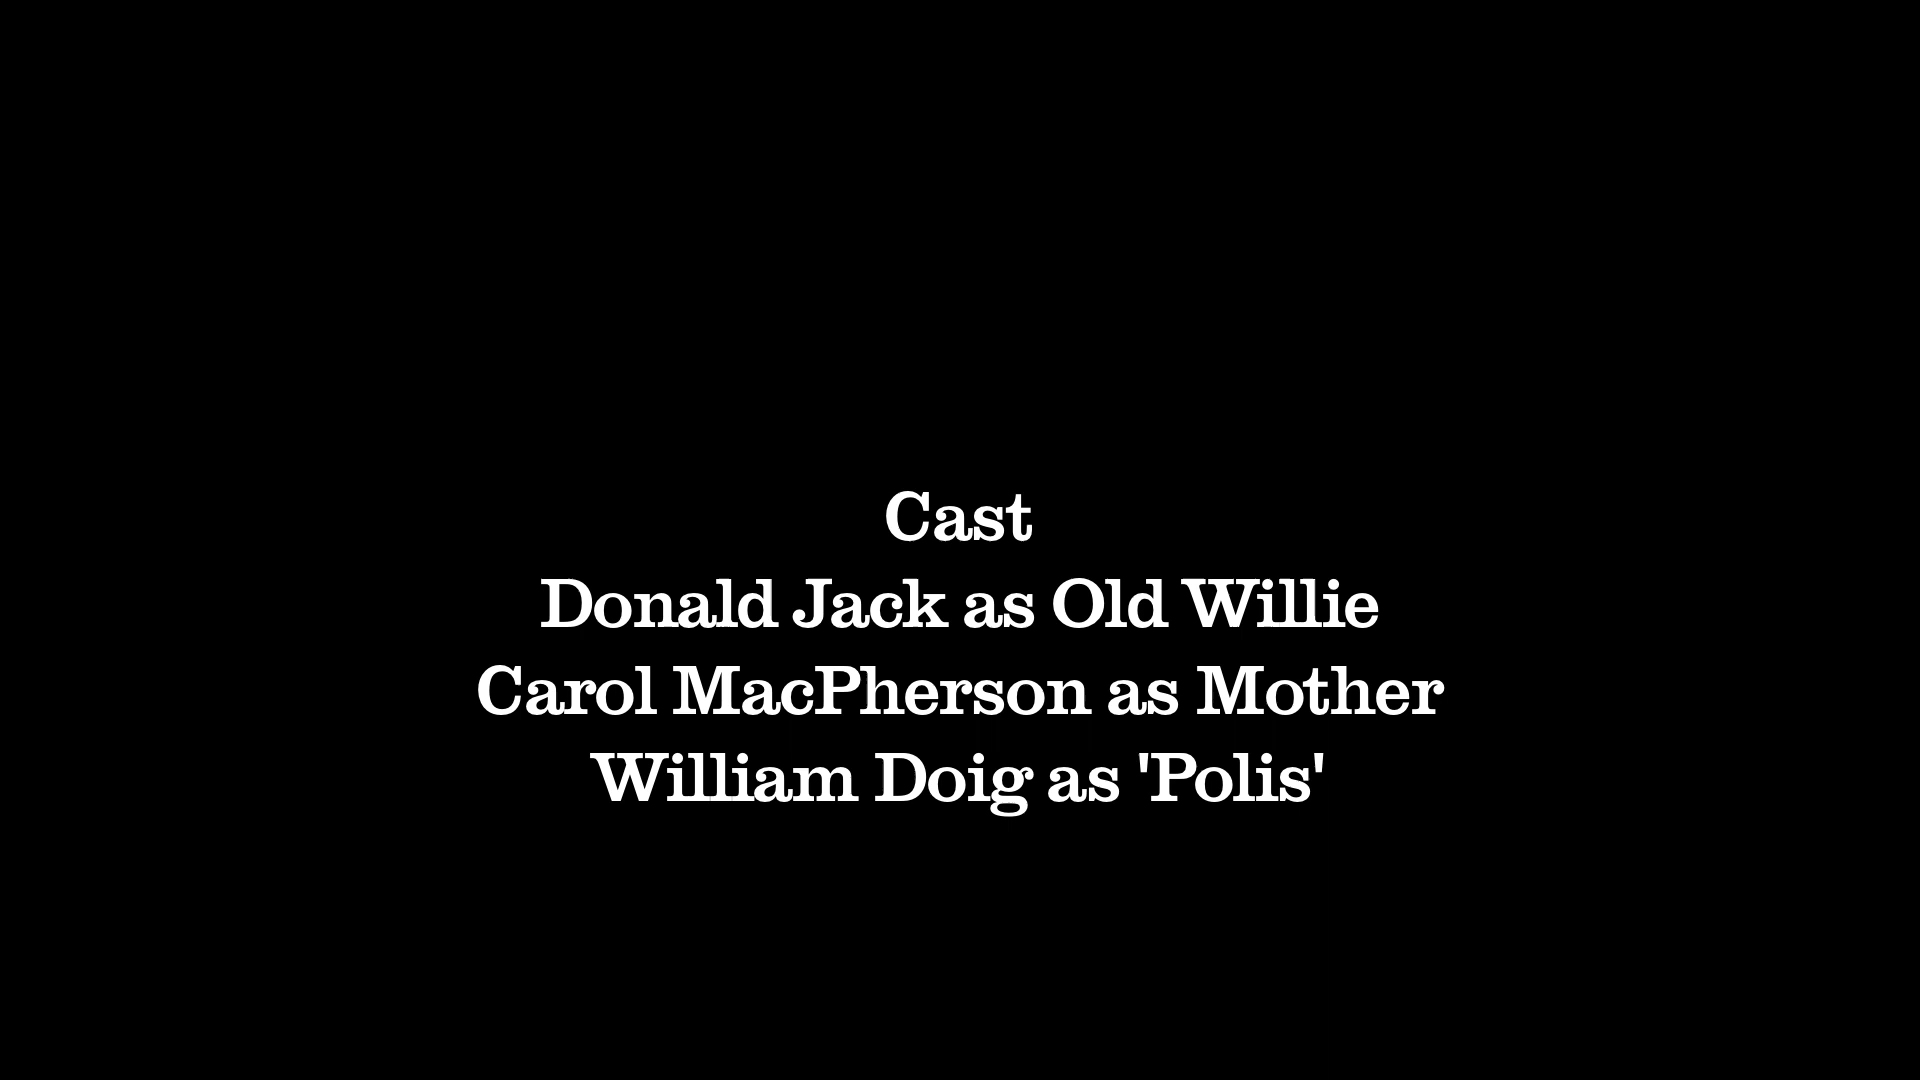 Cast
Donald Jack as Old Willie
Carol MacPherson as Mother
William Doig as 'Polis'